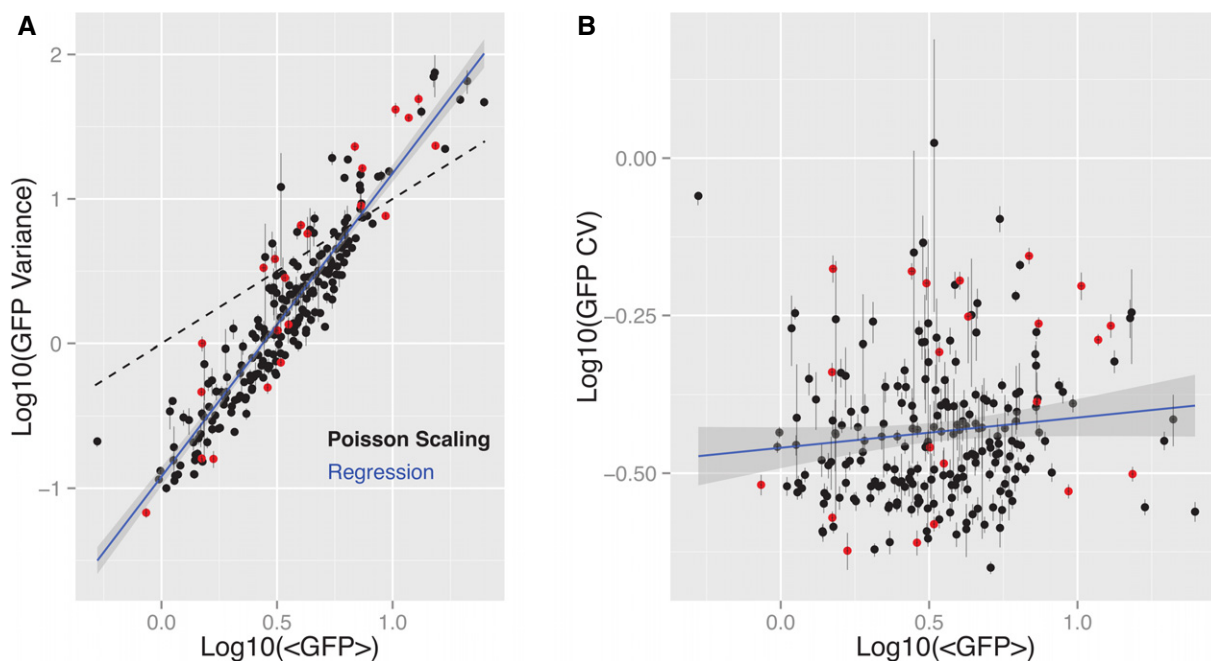 A
2
1
0
−1
Log10(GFP Variance)
Poisson Scaling
Regression
0.0
0.5
1.0
Log10(<GFP>)
B
0.00
−0.25
−0.50
Log10(GFP CV)
0.0
0.5
1.0
Log10(<GFP>)